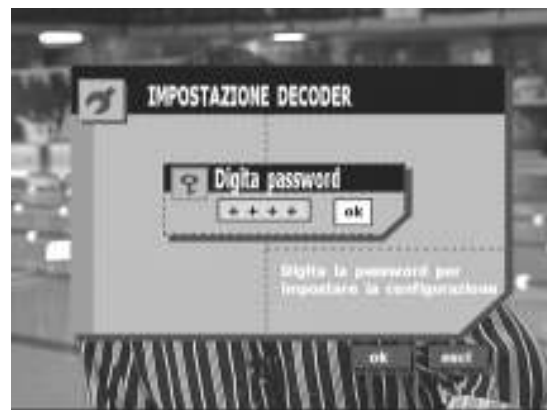 IMPOSTAZIONE DECODER
Digita password
++++ ok
Digita la password per
impostare la configurazione
ok esci